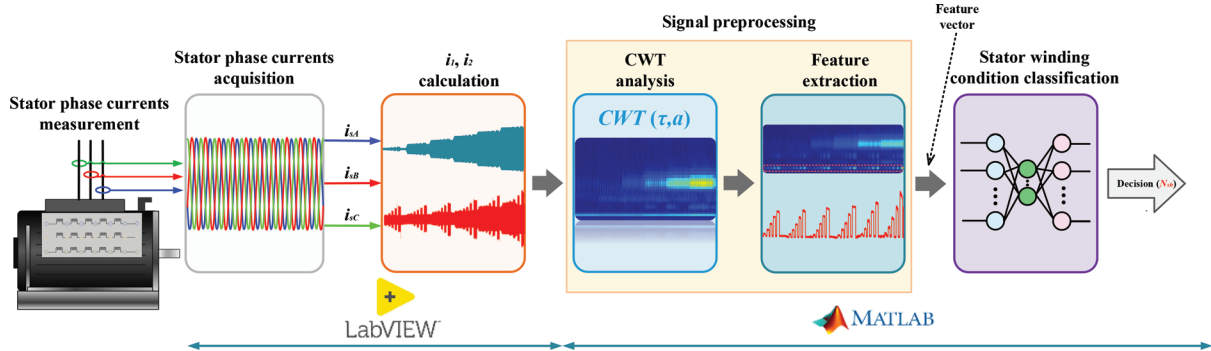 Stator phase currents
measurement
Stator phase currents
acquisition
i₁, i₂
calculation
isA
isB
isC
LabVIEW™
Signal preprocessing
CWT
analysis
CWT (τ,a)
Feature
extraction
MATLAB
Feature
vector
Stator winding
condition classification
Decision (Nsh)